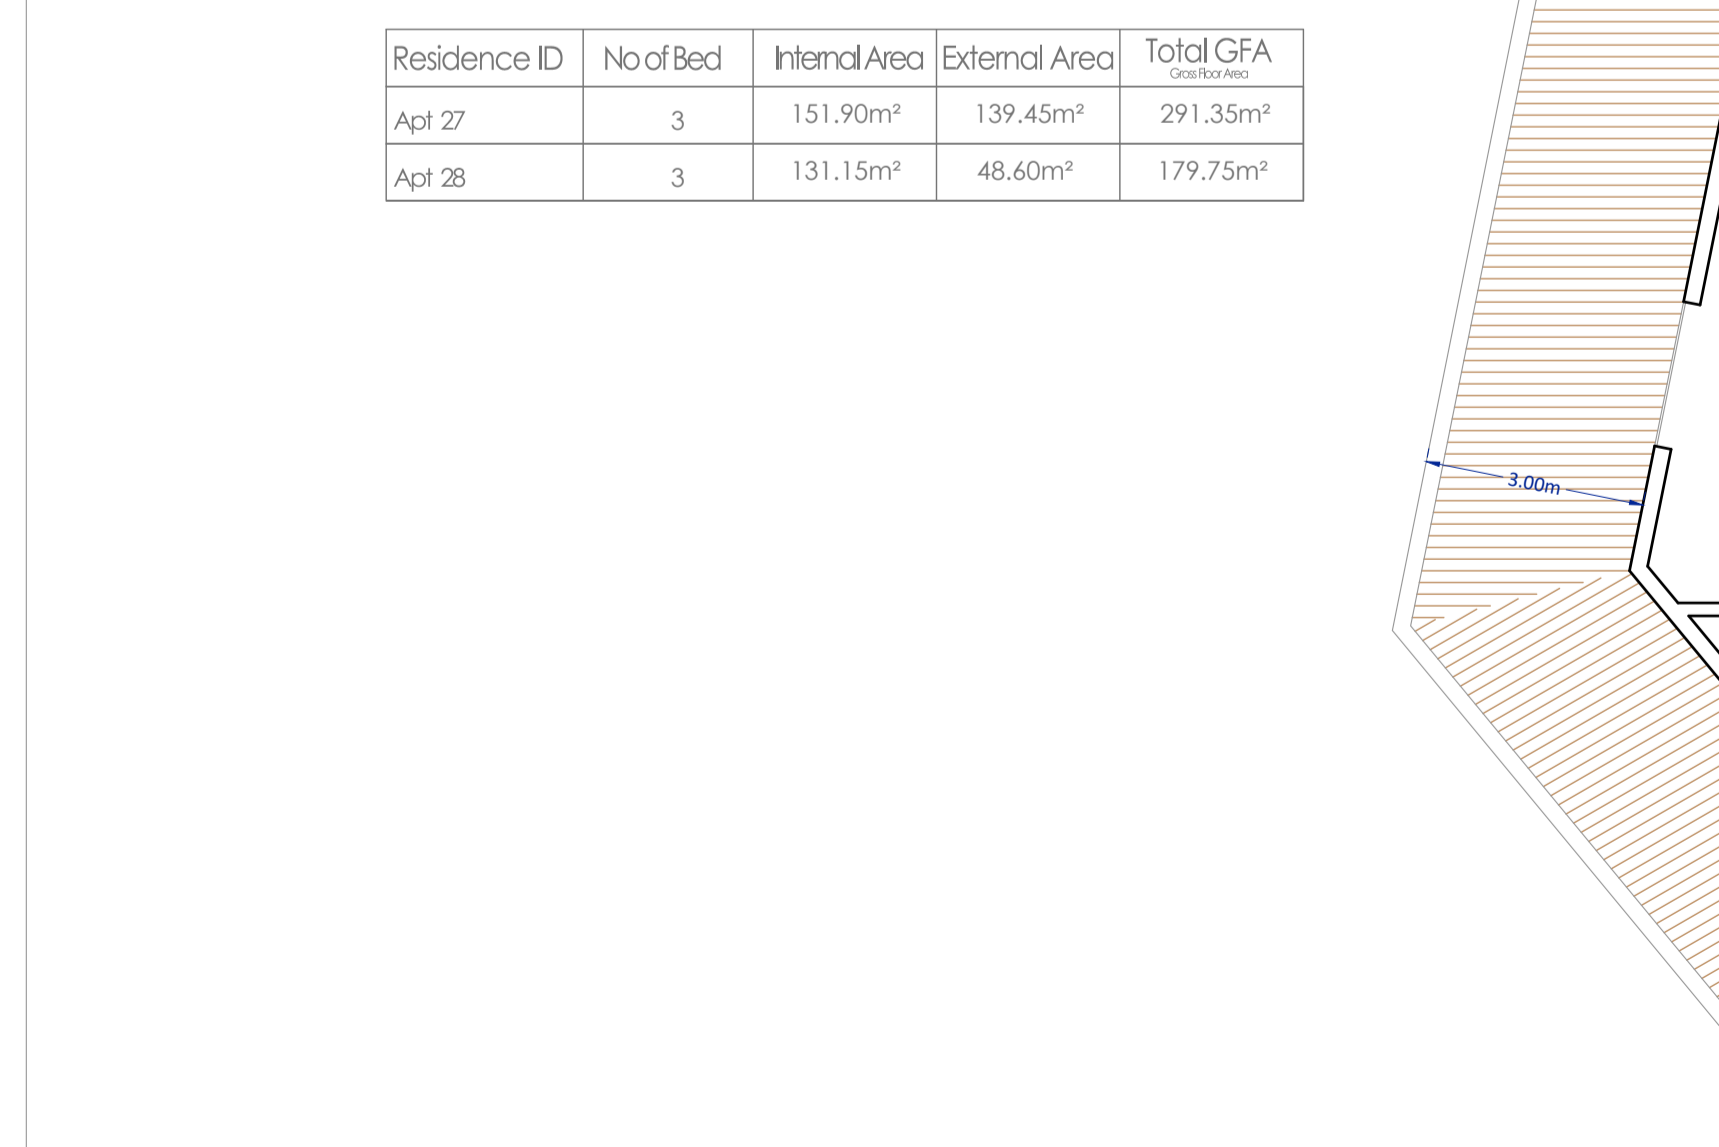 Residence ID No of Bed Internal Area External Area Total GFA
Gross Floor Area
Apt 27 3 151.90m² 139.45m² 291.35m²
Apt 28 3 131.15m² 48.60m² 179.75m²
3.00m